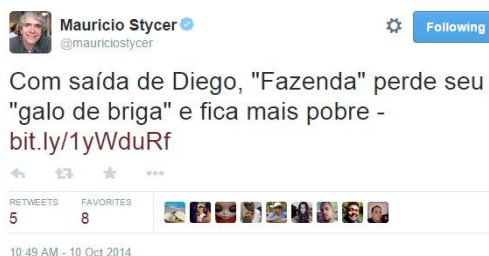 Mauricio Stycer
@mauriciostycer
Following
Com saída de Diego, "Fazenda" perde seu
"galo de briga" e fica mais pobre -
bit.ly/1yWduRf
RETWEETS FAVORITES
5 8
10:49 AM - 10 Oct 2014